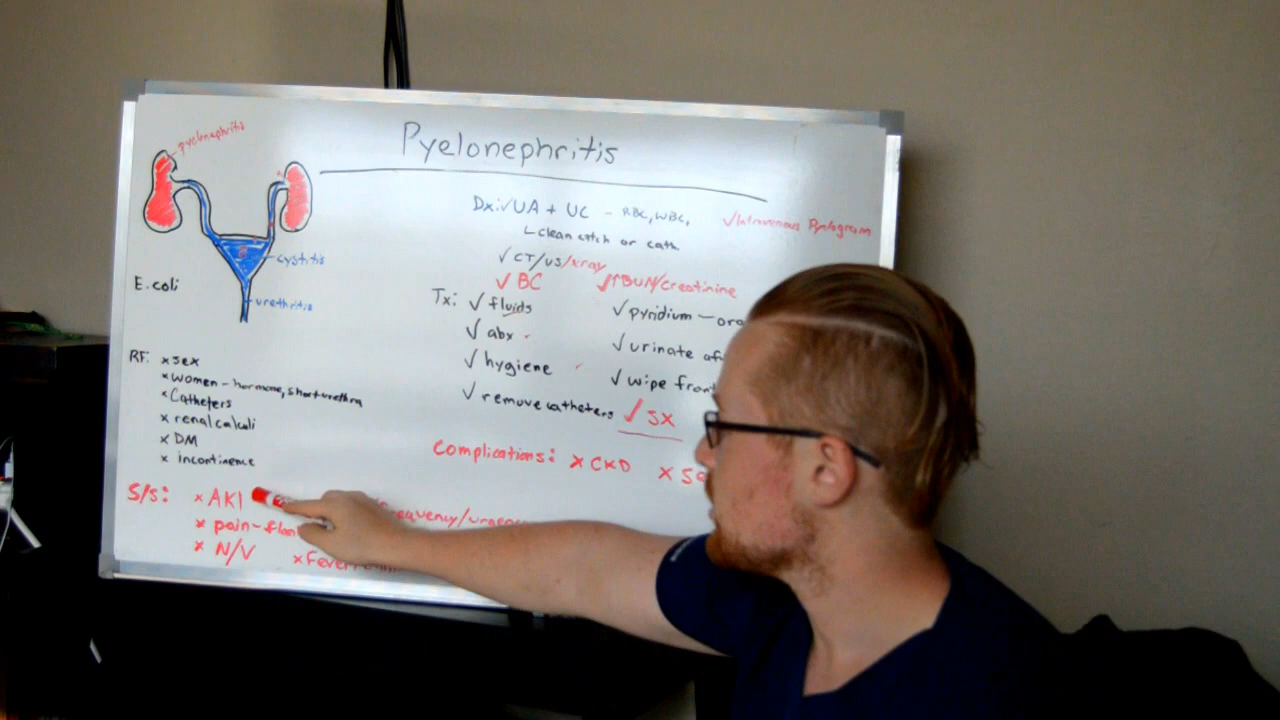 Pyelonephritis
pyelonephritis
cystitis
urethritis
E.coli
RF: x sex
x women - hormone, short urethra
x Catheters
x renal calculi
x DM
x incontinence
S/S: x AKI frequency/
x pain-
x N/V x Fever
Dx: ✓ UA + UC - RBC, WBC, ✓ Intravenous Pyelogram
clean catch or cath.
✓ CT/US/xray
✓ BC ✓ ↑BUN/creatinine
Tx: ✓ fluids ✓ pyridium —
✓ abx ✓ urinate
✓ hygiene ✓ wipe front
✓ remove catheters ✓ SX
Complications: x CKD x